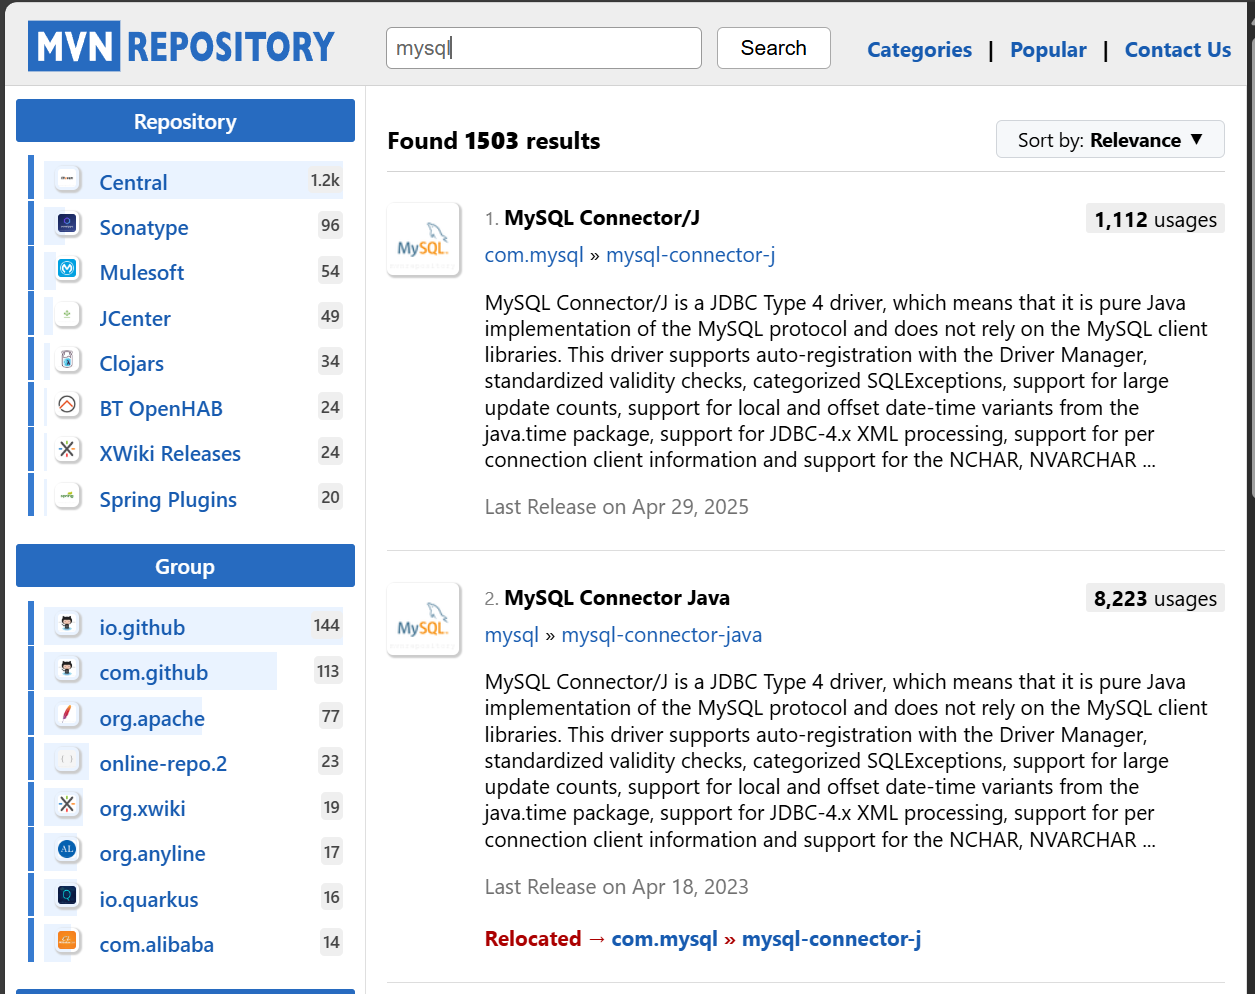 MVN REPOSITORY
mysql
Search
Categories | Popular | Contact Us
Repository
Central 1.2k
Sonatype 96
Mulesoft 54
JCenter 49
Clojars 34
BT OpenHAB 24
XWiki Releases 24
Spring Plugins 20
Group
io.github 144
com.github 113
org.apache 77
online-repo.2 23
org.xwiki 19
org.anyline 17
io.quarkus 16
com.alibaba 14
Found 1503 results
Sort by: Relevance ▼
MySQL
1. MySQL Connector/J
1,112 usages
com.mysql » mysql-connector-j
MySQL Connector/J is a JDBC Type 4 driver, which means that it is pure Java
implementation of the MySQL protocol and does not rely on the MySQL client
libraries. This driver supports auto-registration with the Driver Manager,
standardized validity checks, categorized SQLExceptions, support for large
update counts, support for local and offset date-time variants from the
java.time package, support for JDBC-4.x XML processing, support for per
connection client information and support for the NCHAR, NVARCHAR ...
Last Release on Apr 29, 2025
MySQL
2. MySQL Connector Java
8,223 usages
mysql » mysql-connector-java
MySQL Connector/J is a JDBC Type 4 driver, which means that it is pure Java
implementation of the MySQL protocol and does not rely on the MySQL client
libraries. This driver supports auto-registration with the Driver Manager,
standardized validity checks, categorized SQLExceptions, support for large
update counts, support for local and offset date-time variants from the
java.time package, support for JDBC-4.x XML processing, support for per
connection client information and support for the NCHAR, NVARCHAR ...
Last Release on Apr 18, 2023
Relocated → com.mysql » mysql-connector-j